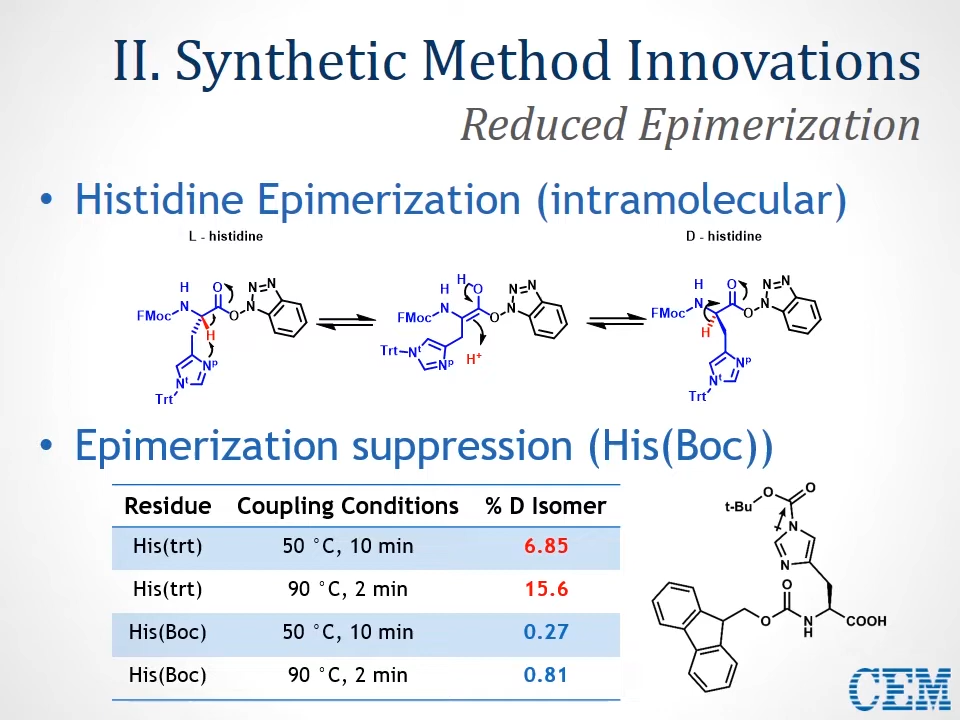 II. Synthetic Method Innovations
Reduced Epimerization
• Histidine Epimerization (intramolecular)
L - histidine
D - histidine
H
N
FMoc
O
O
N
N=N
H
N^p
N^t
Trt
H
O
H
N
FMoc
O
N
N=N
Trt
N^t
N^p
H+
H
N
FMoc
O
O
N
N=N
H
N^p
N^t
Trt
• Epimerization suppression (His(Boc))
Residue Coupling Conditions % D Isomer
His(trt) 50 °C, 10 min 6.85
His(trt) 90 °C, 2 min 15.6
His(Boc) 50 °C, 10 min 0.27
His(Boc) 90 °C, 2 min 0.81
O
O
t-Bu
N
N
O
O
N
H
COOH
CEM